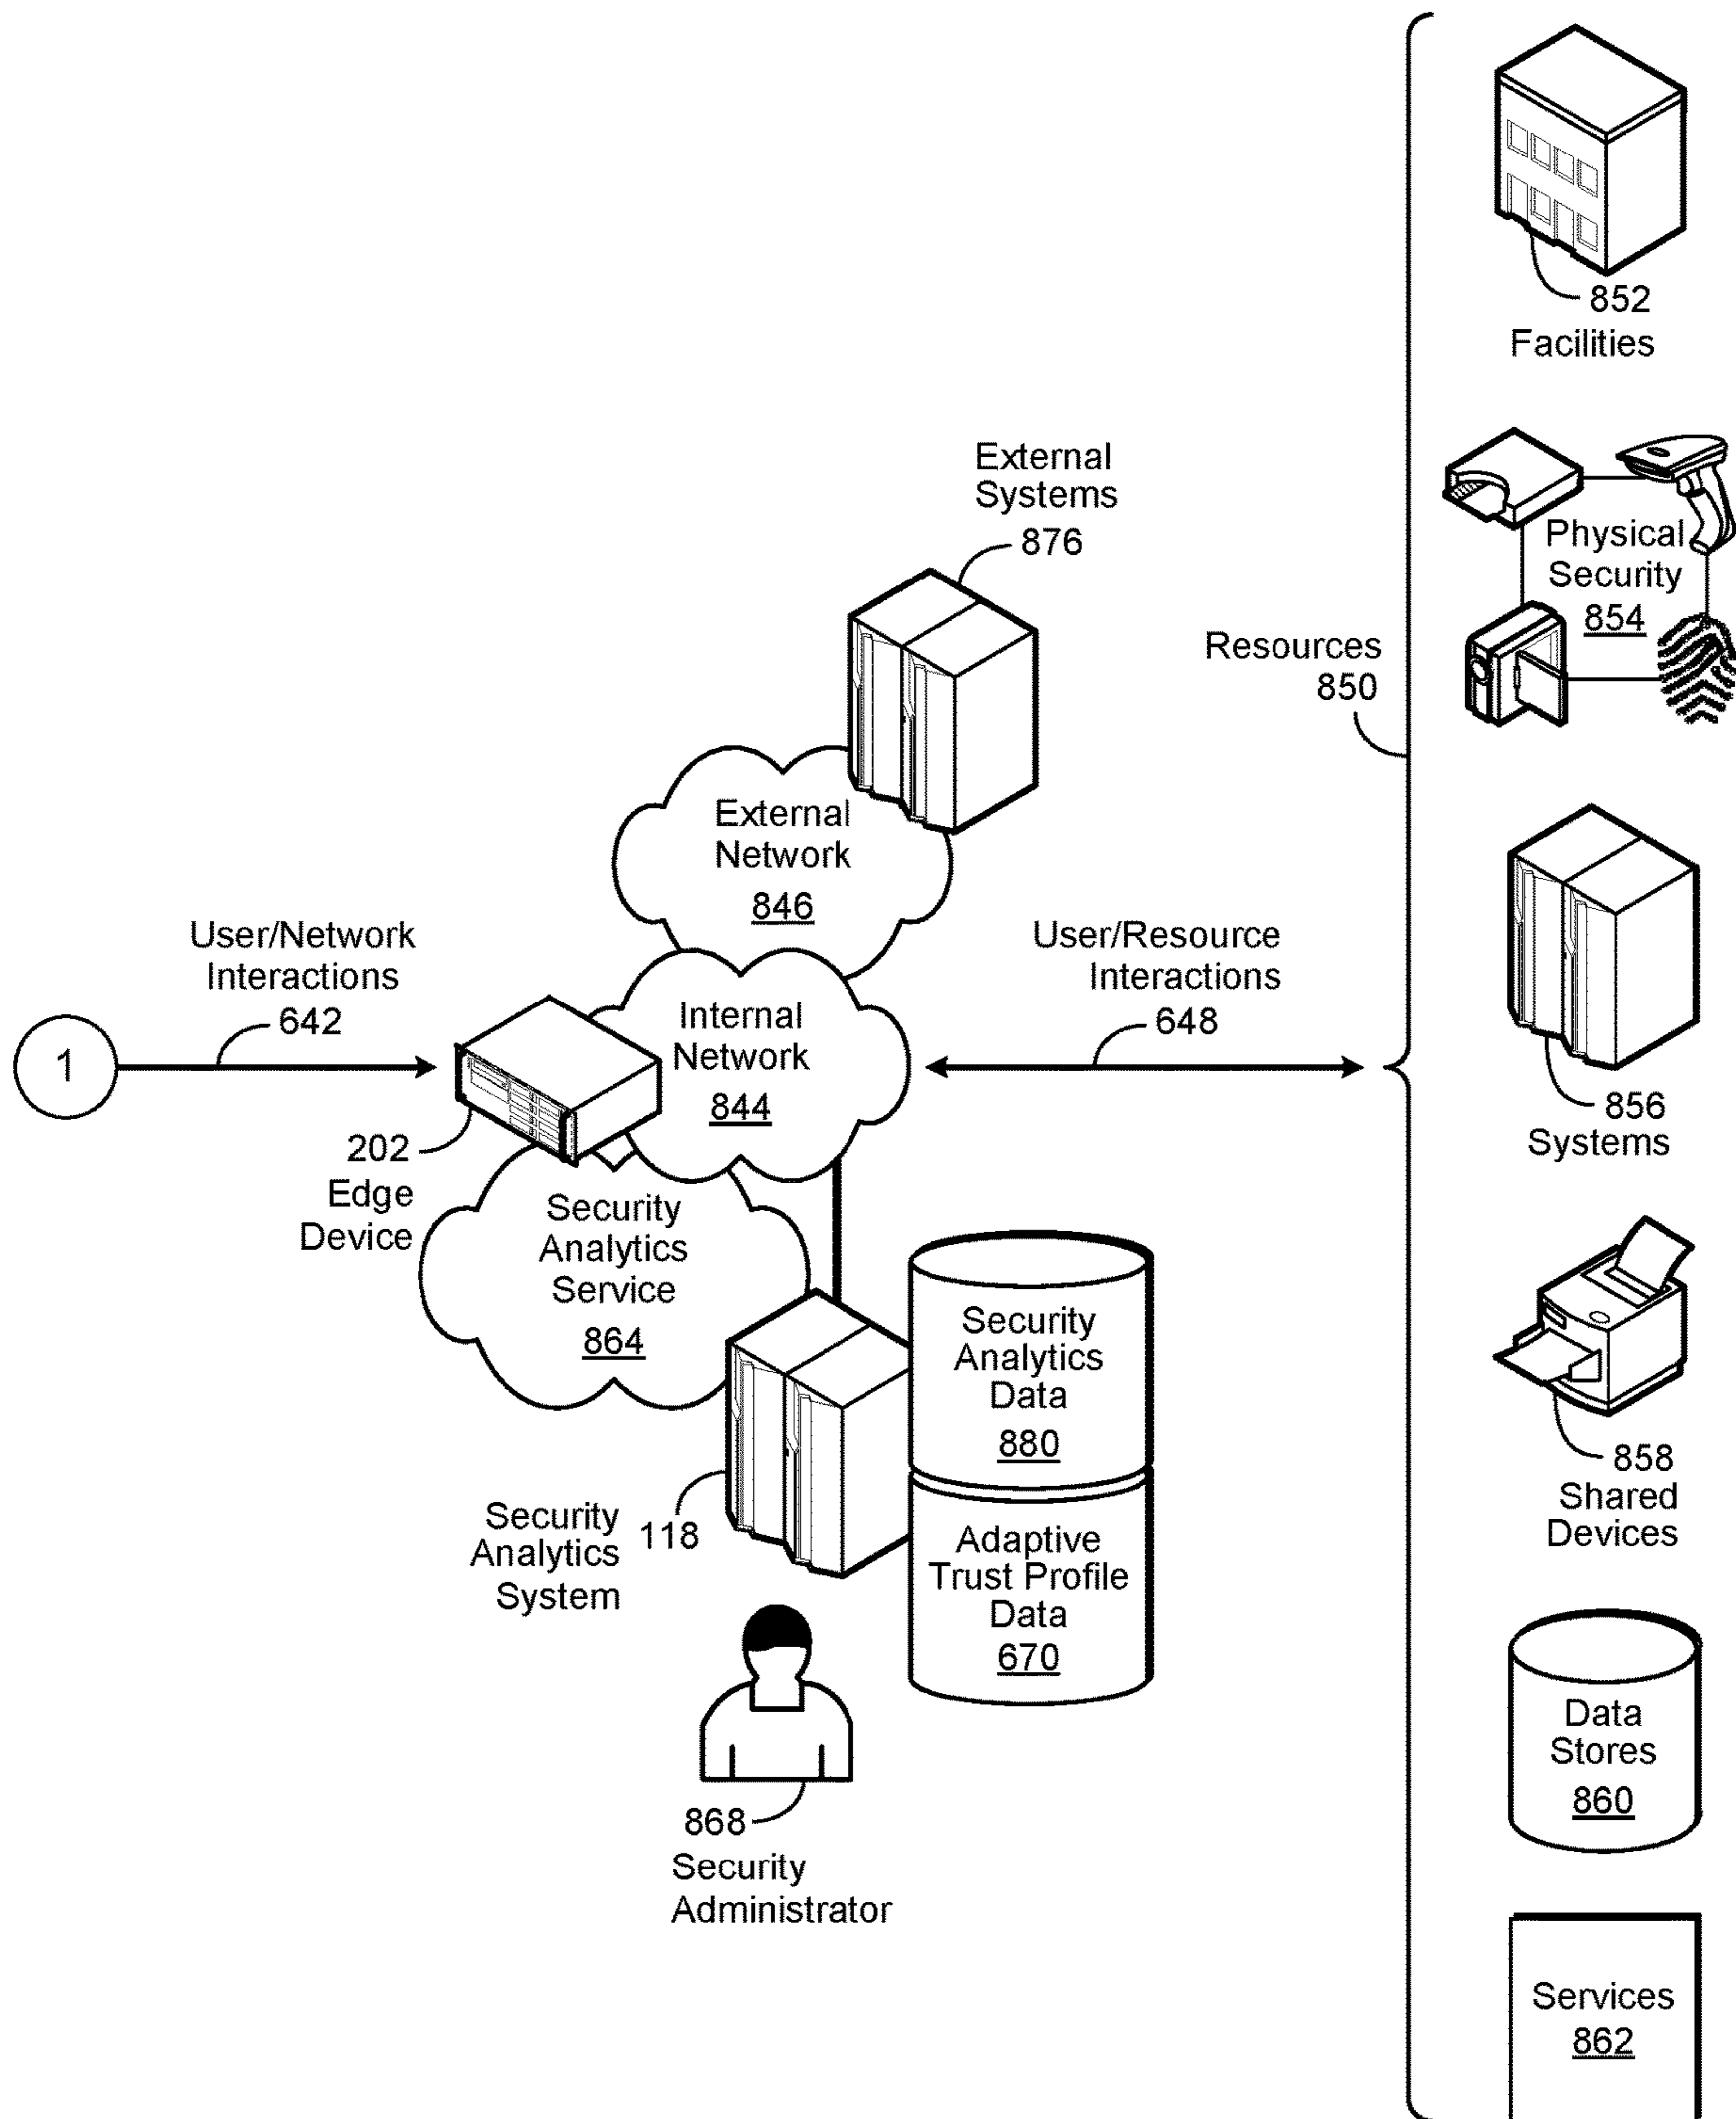 852
Facilities
External
Systems
876
Physical
Security
854
Resources
850
External
Network
846
User/Network
Interactions
642
User/Resource
Interactions
648
1
Internal
Network
844
856
Systems
202
Edge
Device
Security
Analytics
Service
864
Security
Analytics
Data
880
858
Shared
Devices
Security
Analytics
System
118
Adaptive
Trust Profile
Data
670
Data
Stores
860
868
Security
Administrator
Services
862